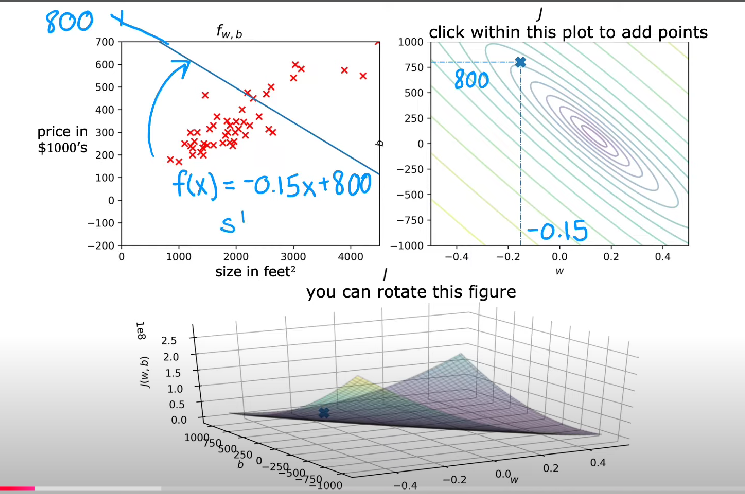 800
f_{w,b}
J
click within this plot to add points
700
600
500
400
300
200
100
0
−100
−200
price in
$1000's
f(x) = -0.15x+800
0 1000 2000 3000 4000
size in feet²
1000
750
500
250
0
−250
−500
−750
−1000
b
800
-0.15
−0.4 −0.2 0.0 0.2 0.4
w
you can rotate this figure
1e8
2.5
2.0
1.5
1.0
0.5
0.0
J(w, b)
1000
750
500
250
0
−250
−500
−750
−1000
b
−0.4 −0.2 0.0 0.2 0.4
w